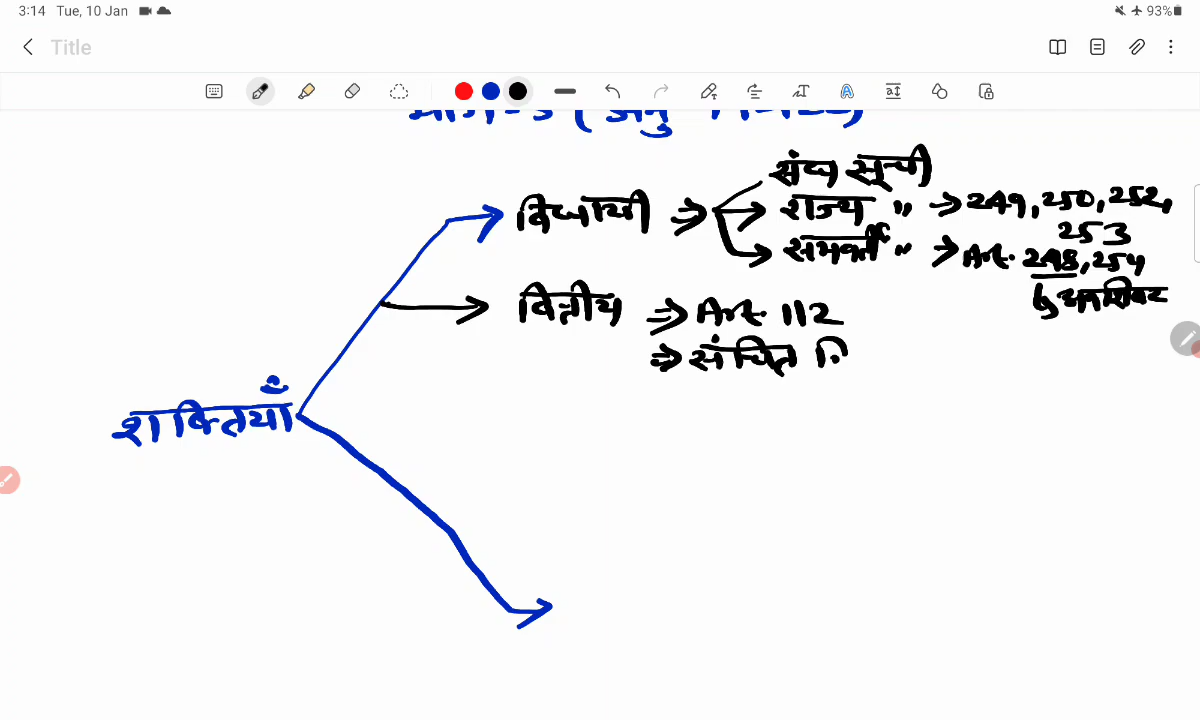 3:14 Tue, 10 Jan 93%
Title
संघ सूची
विधायी ⇒ → राज्य " → 249, 250, 252,
253
समवर्ती " → Art. 248, 254
↳ अवशिष्ट
वित्तीय ⇒ Art. 112
⇒ संचित नि
शक्तियाँ